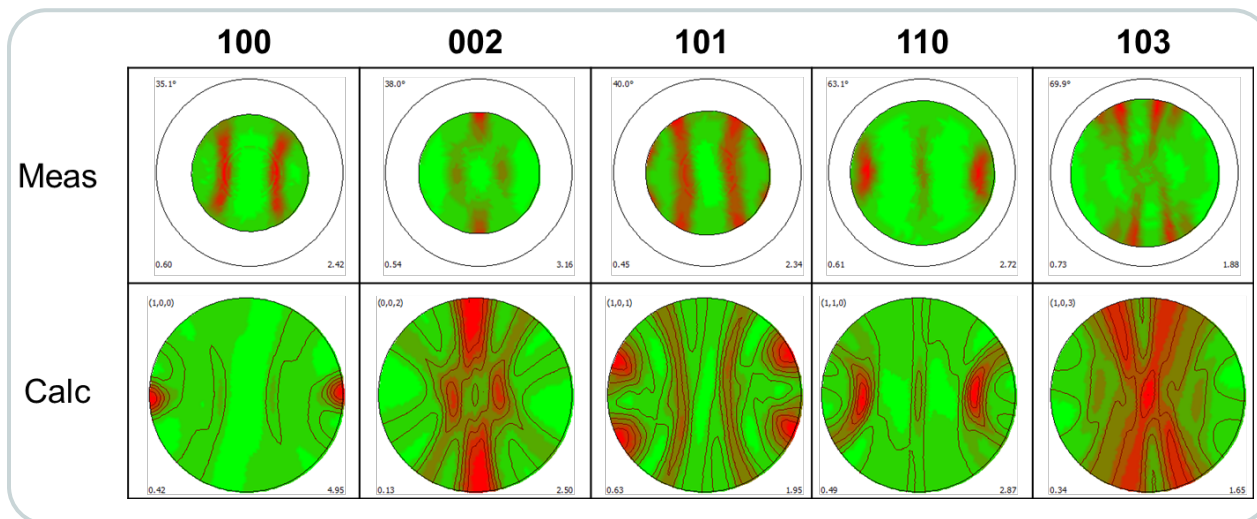 100 002 101 110 103
Meas
35.1° 38.0° 40.0° 63.1° 69.9°
0.60 2.42 0.54 3.16 0.45 2.34 0.61 2.72 0.73 1.88
Calc
(1,0,0) (0,0,2) (1,0,1) (1,1,0) (1,0,3)
0.42 4.95 0.13 2.50 0.63 1.95 0.49 2.87 0.34 1.65